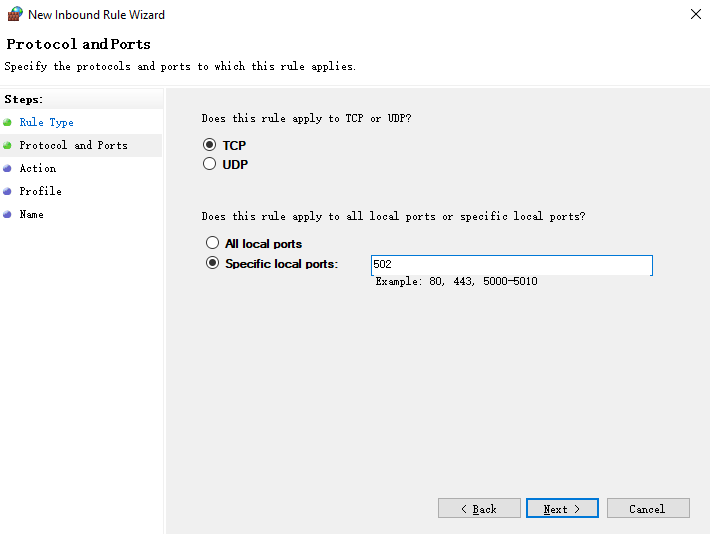 New Inbound Rule Wizard
Protocol and Ports
Specify the protocols and ports to which this rule applies.
Steps:
Rule Type
Protocol and Ports
Action
Profile
Name
Does this rule apply to TCP or UDP?
TCP
UDP
Does this rule apply to all local ports or specific local ports?
All local ports
Specific local ports:
502
Example: 80, 443, 5000-5010
< Back
Next >
Cancel